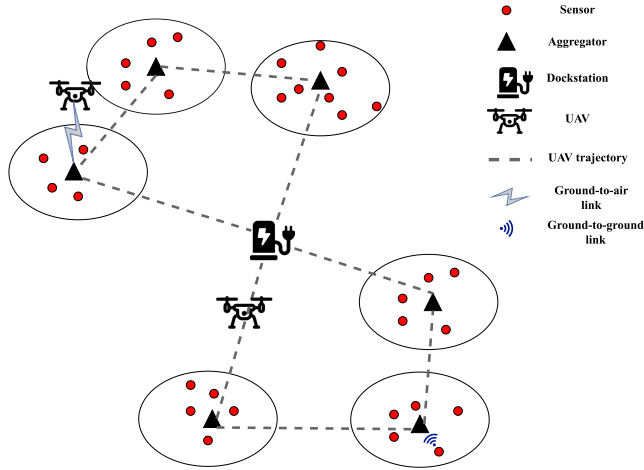 Sensor
Aggregator
Dockstation
UAV
UAV trajectory
Ground-to-air
link
Ground-to-ground
link